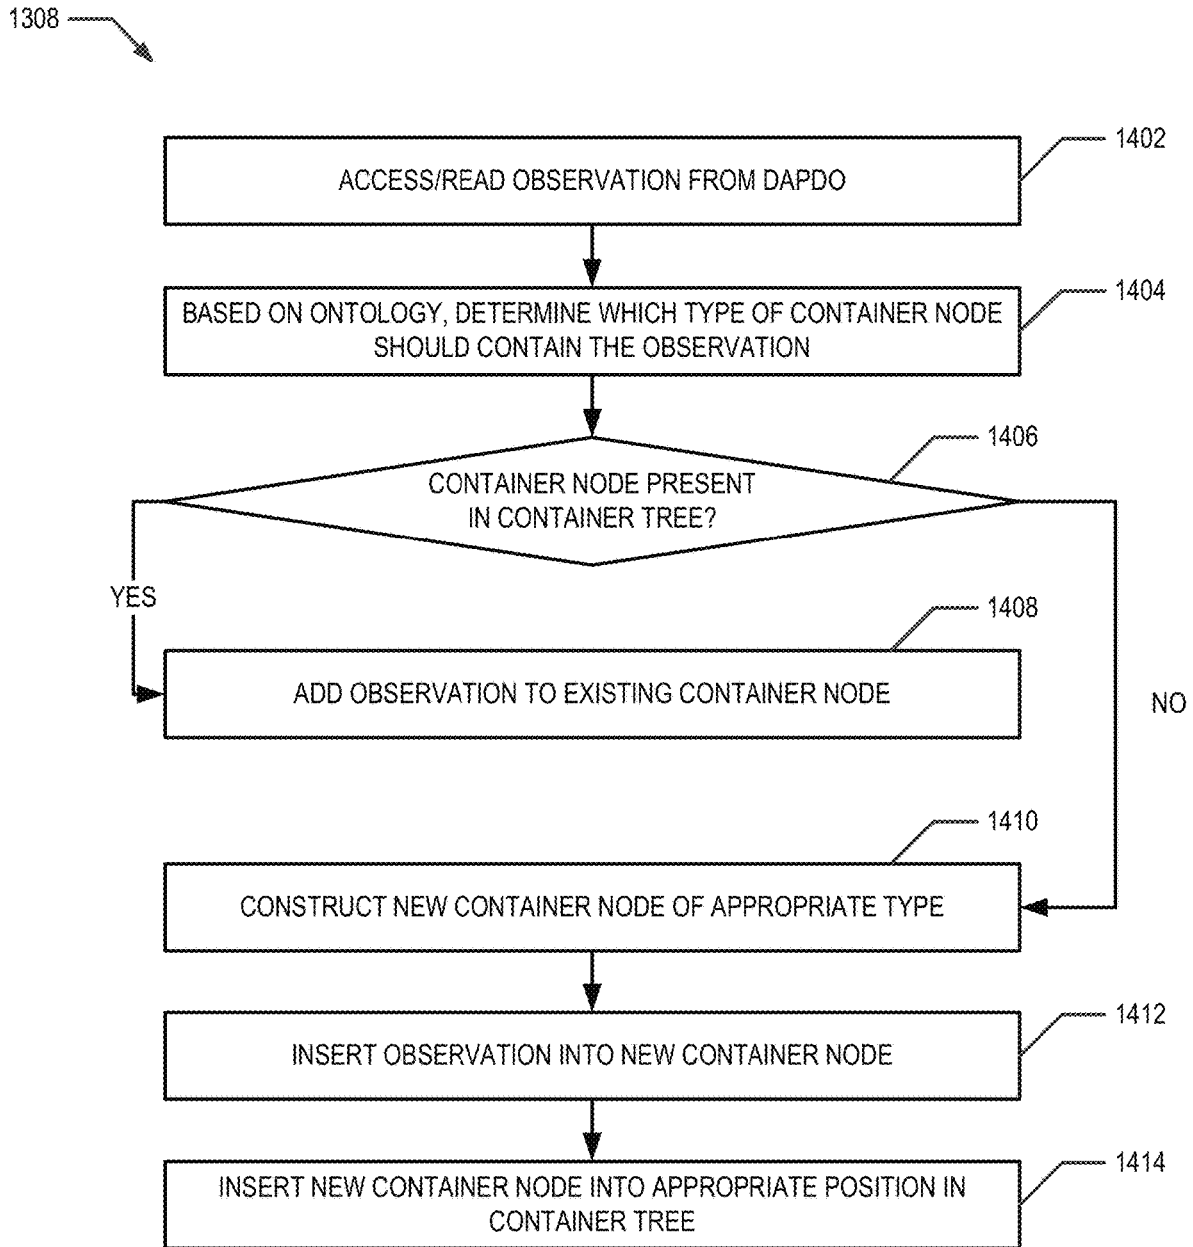 1308
1402
ACCESS/READ OBSERVATION FROM DAPDO
1404
BASED ON ONTOLOGY, DETERMINE WHICH TYPE OF CONTAINER NODE
SHOULD CONTAIN THE OBSERVATION
1406
CONTAINER NODE PRESENT
IN CONTAINER TREE?
YES
1408
ADD OBSERVATION TO EXISTING CONTAINER NODE
NO
1410
CONSTRUCT NEW CONTAINER NODE OF APPROPRIATE TYPE
1412
INSERT OBSERVATION INTO NEW CONTAINER NODE
1414
INSERT NEW CONTAINER NODE INTO APPROPRIATE POSITION IN
CONTAINER TREE